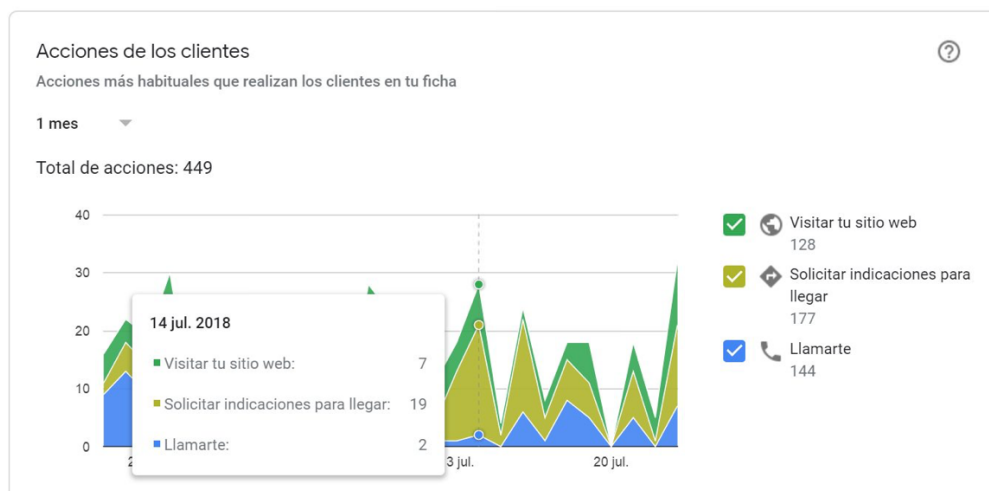 Acciones de los clientes
Acciones más habituales que realizan los clientes en tu ficha
1 mes
Total de acciones: 449
40
30
20
10
0
14 jul. 2018
Visitar tu sitio web: 7
Solicitar indicaciones para llegar: 19
Llamarte: 2
3 jul.
20 jul.
Visitar tu sitio web
128
Solicitar indicaciones para
llegar
177
Llamarte
144